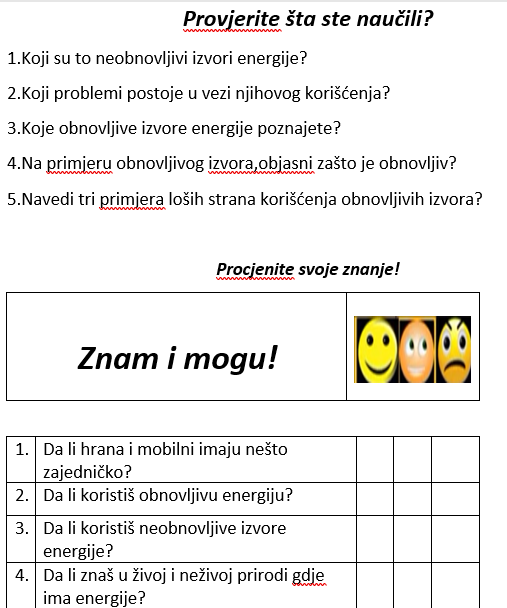 Provjerite šta ste naučili?
1.Koji su to neobnovljivi izvori energije?
2.Koji problemi postoje u vezi njihovog korišćenja?
3.Koje obnovljive izvore energije poznajete?
4.Na primjeru obnovljivog izvora,objasni zašto je obnovljiv?
5.Navedi tri primjera loših strana korišćenja obnovljivih izvora?
Procjenite svoje znanje!
Znam i mogu!
1. Da li hrana i mobilni imaju nešto
zajedničko?
2. Da li koristiš obnovljivu energiju?
3. Da li koristiš neobnovljive izvore
energije?
4. Da li znaš u živoj i neživoj prirodi gdje
ima energije?